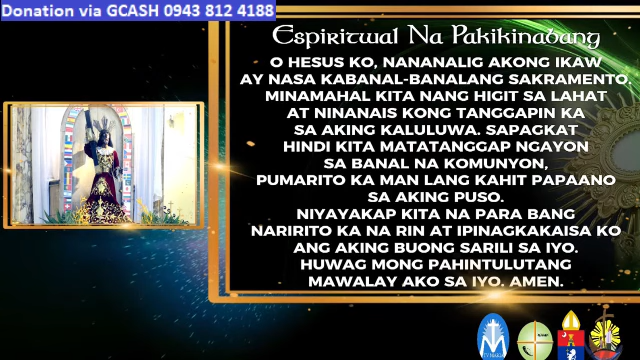 Donation via GCASH 0943 812 4188
Espiritwal Na Pakikinabang
O HESUS KO, NANANALIG AKONG IKAW
AY NASA KABANAL-BANALANG SAKRAMENTO,
MINAMAHAL KITA NANG HIGIT SA LAHAT
AT NINANAIS KONG TANGGAPIN KA
SA AKING KALULUWA. SAPAGKAT
HINDI KITA MATATANGGAP NGAYON
SA BANAL NA KOMUNYON,
PUMARITO KA MAN LANG KAHIT PAPAANO
SA AKING PUSO.
NIYAYAKAP KITA NA PARA BANG
NARIRITO KA NA RIN AT IPINAGKAKAISA KO
ANG AKING BUONG SARILI SA IYO.
HUWAG MONG PAHINTULUTANG
MAWALAY AKO SA IYO. AMEN.